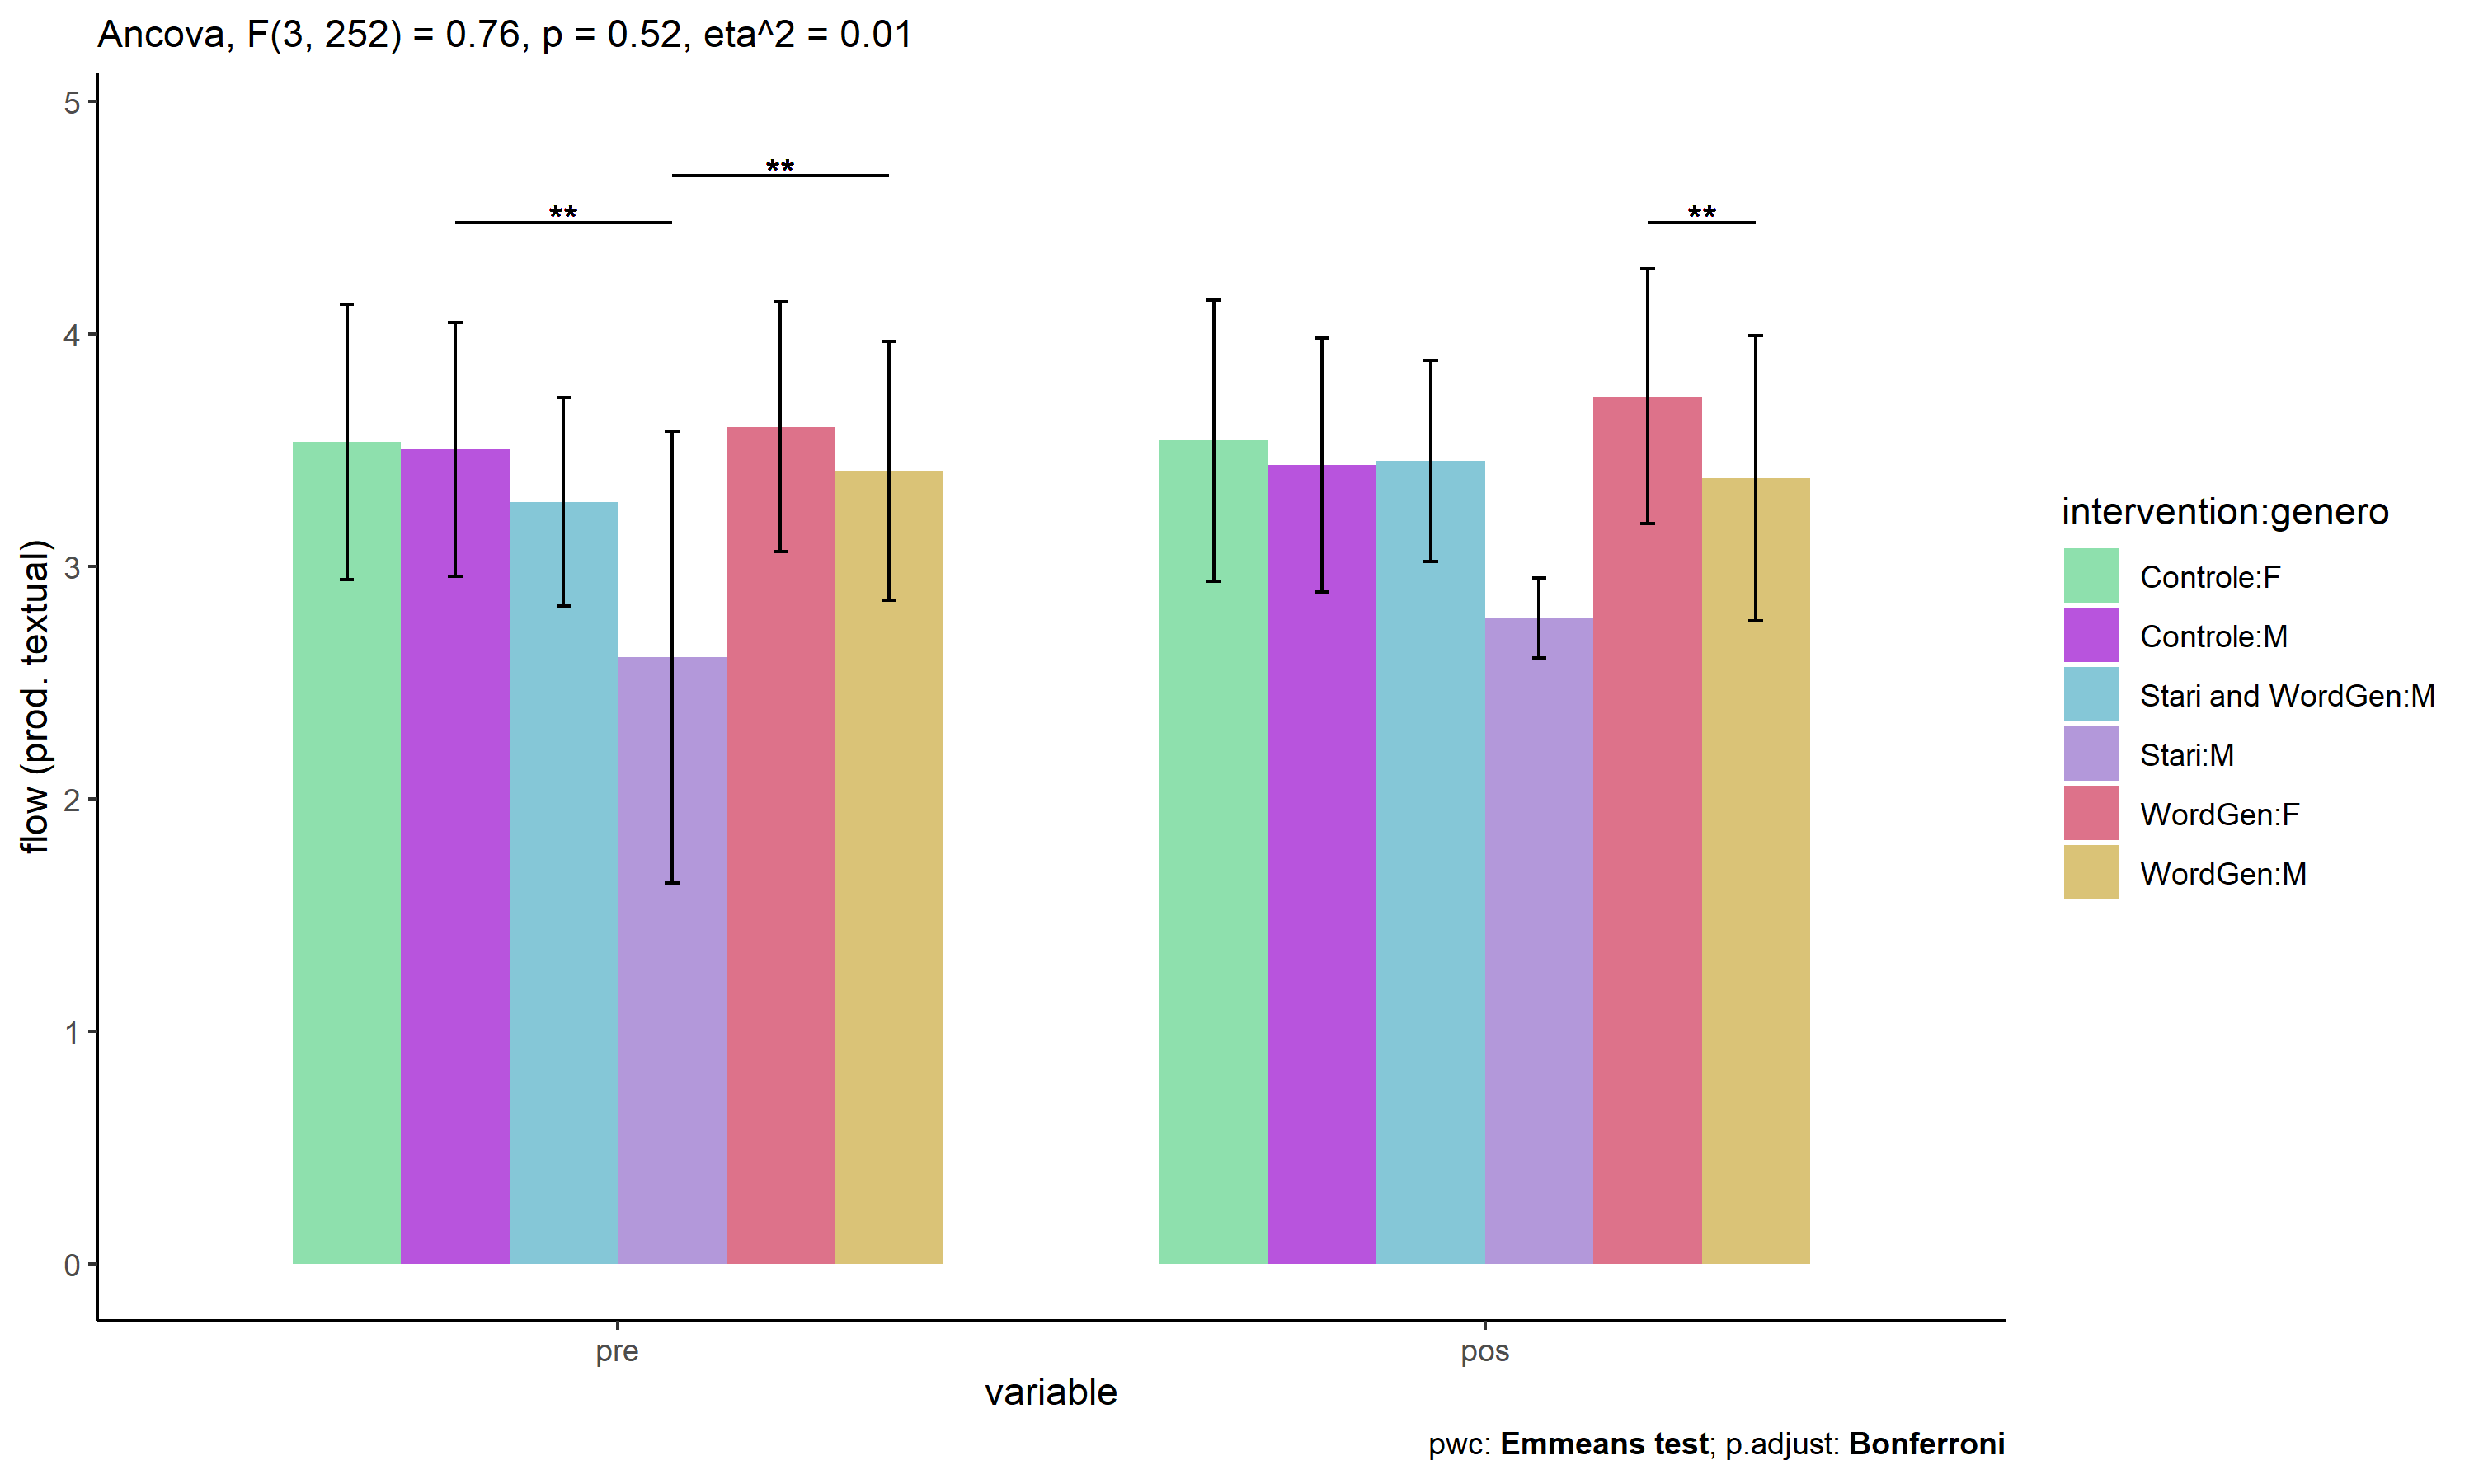 Ancova, F(3, 252) = 0.76, p = 0.52, eta^2 = 0.01
5
4
3
2
1
0
flow (prod. textual)
**
**
**
pre
pos
variable
intervention:genero
Controle:F
Controle:M
Stari and WordGen:M
Stari:M
WordGen:F
WordGen:M
pwc: Emmeans test; p.adjust: Bonferroni